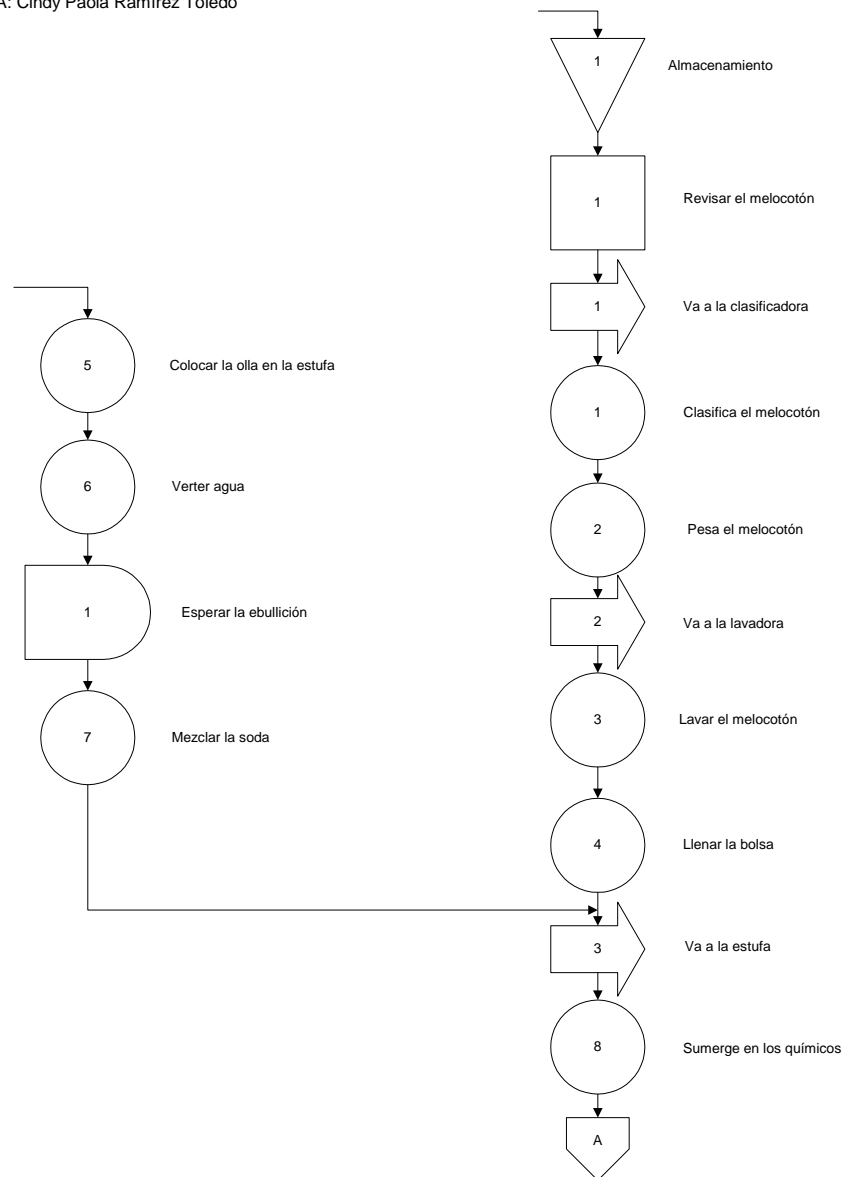 A: Cindy Paola Ramírez Toledo
1 Almacenamiento
1 Revisar el melocotón
1 Va a la clasificadora
5 Colocar la olla en la estufa
1 Clasifica el melocotón
6 Verter agua
2 Pesa el melocotón
1 Esperar la ebullición
2 Va a la lavadora
7 Mezclar la soda
3 Lavar el melocotón
4 Llenar la bolsa
3 Va a la estufa
8 Sumerge en los químicos
A